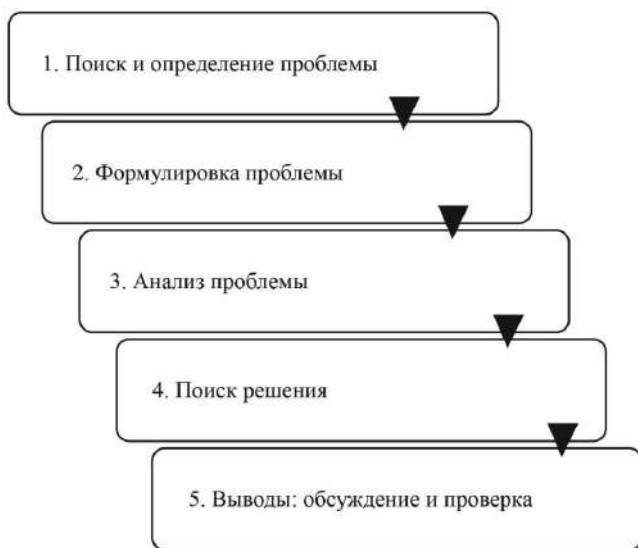 1. Поиск и определение проблемы
2. Формулировка проблемы
3. Анализ проблемы
4. Поиск решения
5. Выводы: обсуждение и проверка